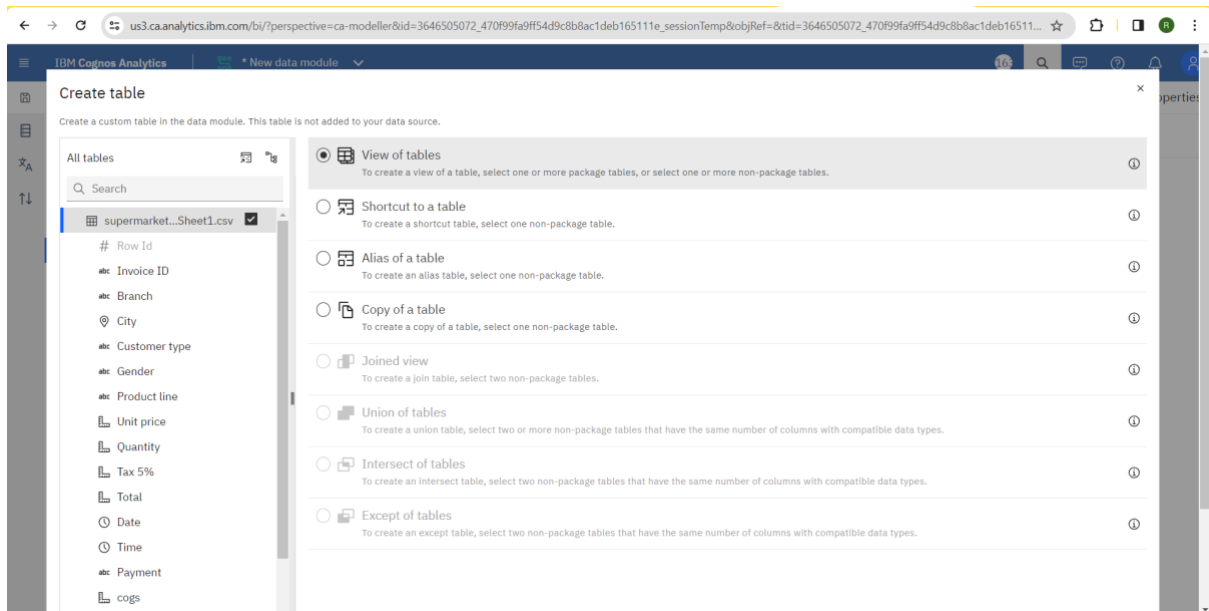 us3.ca.analytics.ibm.com/bi/?perspective=ca-modeller&id=3646505072_470f99fa9ff54d9c8b8ac1deb165111e_sessionTemp&objRef=&tid=3646505072_470f99fa9ff54d9c8b8ac1deb16511...
R
IBM Cognos Analytics
* New data module
16
operties
Create table
Create a custom table in the data module. This table is not added to your data source.
All tables
Search
supermarket...Sheet1.csv
# Row Id
abc Invoice ID
abc Branch
City
abc Customer type
abc Gender
abc Product line
Unit price
Quantity
Tax 5%
Total
Date
Time
abc Payment
cogs
View of tables
To create a view of a table, select one or more package tables, or select one or more non-package tables.
Shortcut to a table
To create a shortcut table, select one non-package table.
Alias of a table
To create an alias table, select one non-package table.
Copy of a table
To create a copy of a table, select one non-package table.
Joined view
To create a join table, select two non-package tables.
Union of tables
To create a union table, select two or more non-package tables that have the same number of columns with compatible data types.
Intersect of tables
To create an intersect table, select two non-package tables that have the same number of columns with compatible data types.
Except of tables
To create an except table, select two non-package tables that have the same number of columns with compatible data types.